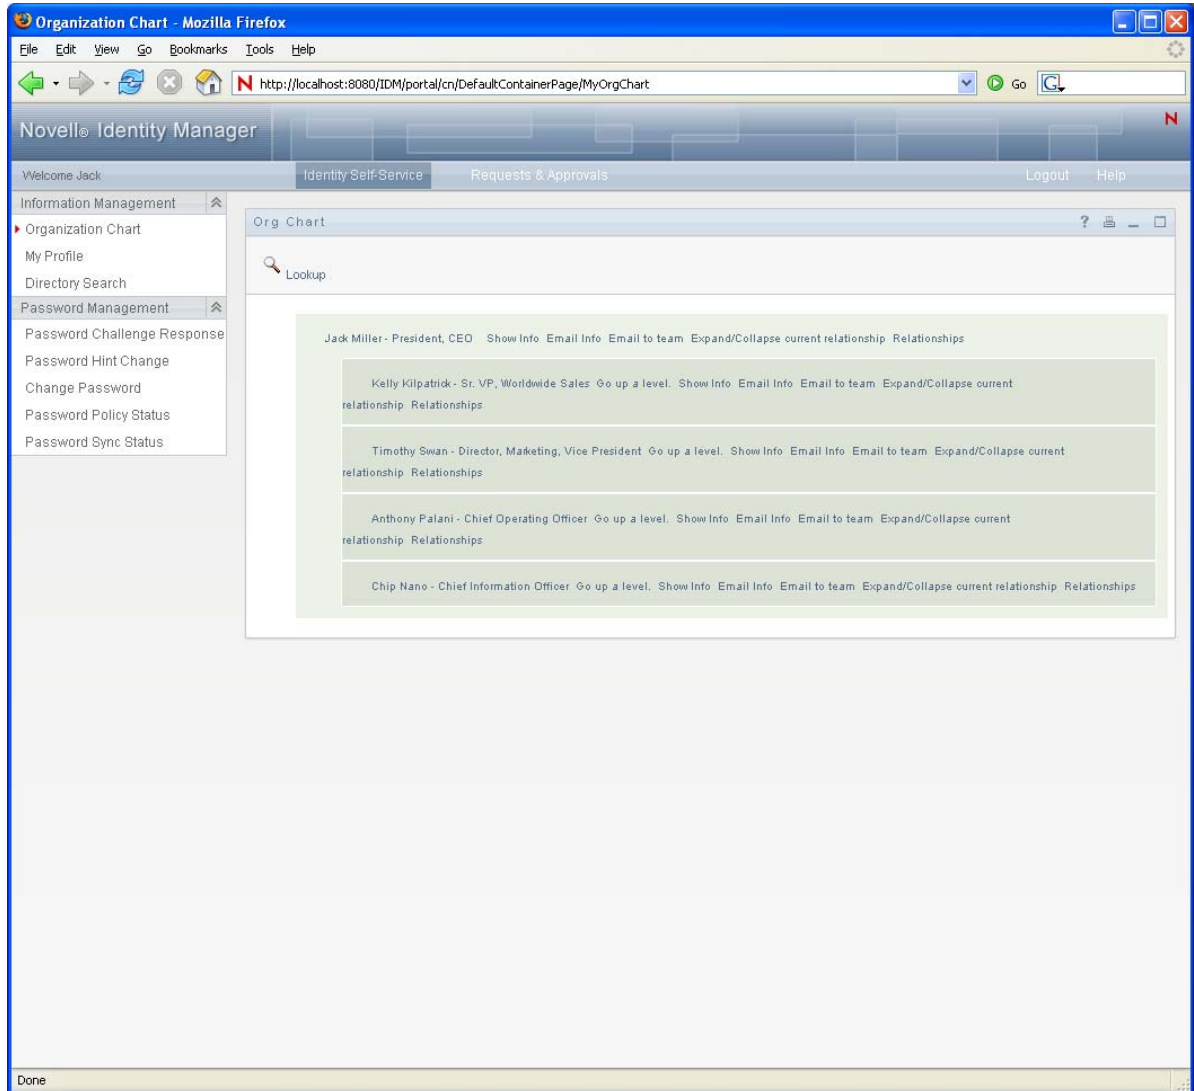 Organization Chart - Mozilla Firefox
File Edit View Go Bookmarks Tools Help
N http://localhost:8080/IDM/portal/cn/DefaultContainerPage/MyOrgChart Go G
Novell® Identity Manager N
Welcome Jack Identity Self-Service Requests & Approvals Logout Help
Information Management
Organization Chart
My Profile
Directory Search
Password Management
Password Challenge Response
Password Hint Change
Change Password
Password Policy Status
Password Sync Status
Org Chart ?
Lookup
Jack Miller - President, CEO Show Info Email Info Email to team Expand/Collapse current relationship Relationships
Kelly Kilpatrick - Sr. VP, Worldwide Sales Go up a level. Show Info Email Info Email to team Expand/Collapse current
relationship Relationships
Timothy Swan - Director, Marketing, Vice President Go up a level. Show Info Email Info Email to team Expand/Collapse current
relationship Relationships
Anthony Palani - Chief Operating Officer Go up a level. Show Info Email Info Email to team Expand/Collapse current
relationship Relationships
Chip Nano - Chief Information Officer Go up a level. Show Info Email Info Email to team Expand/Collapse current relationship Relationships
Done